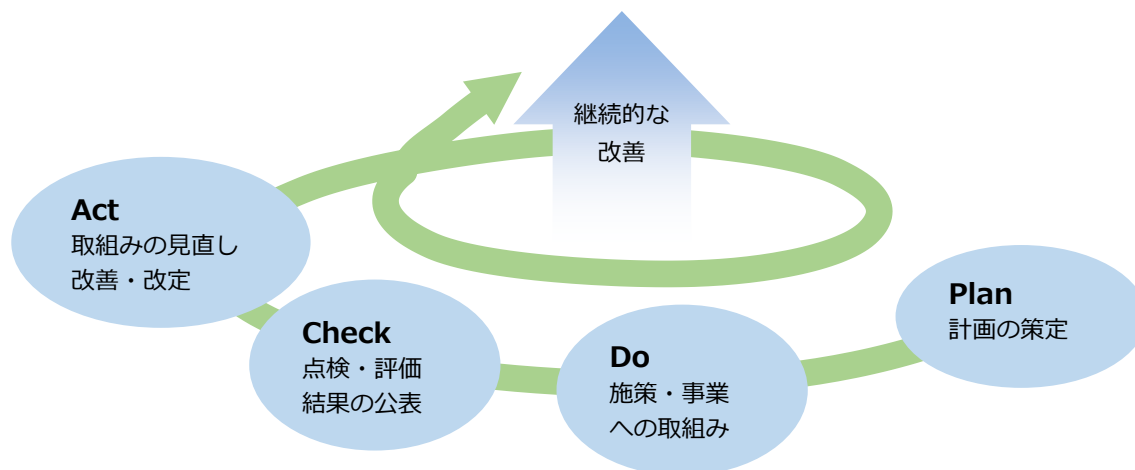 継続的な
改善
Act
取組みの見直し
改善・改定
Check
点検・評価
結果の公表
Do
施策・事業
への取組み
Plan
計画の策定